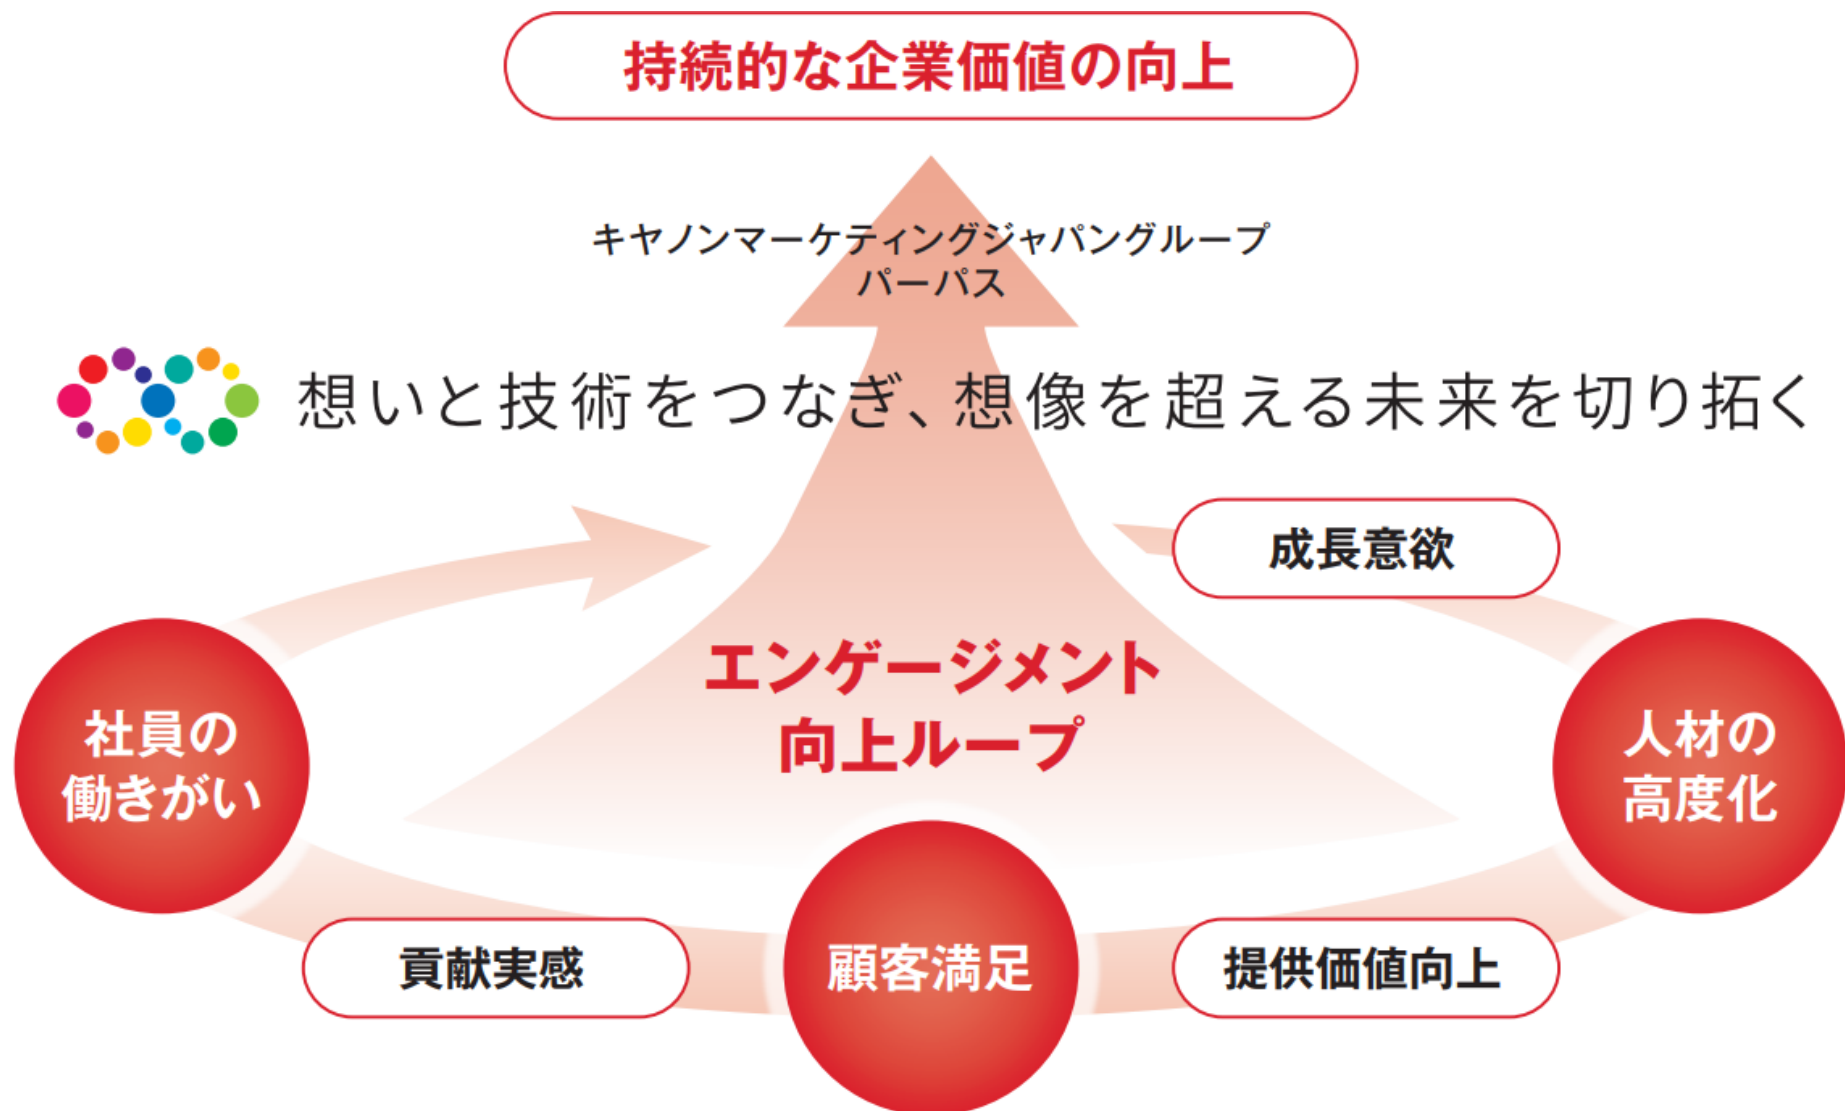 持続的な企業価値の向上
キヤノンマーケティングジャパングループ
パーパス
想いと技術をつなぎ、想像を超える未来を切り拓く
成長意欲
エンゲージメント
向上ループ
社員の
働きがい
人材の
高度化
貢献実感
顧客満足
提供価値向上